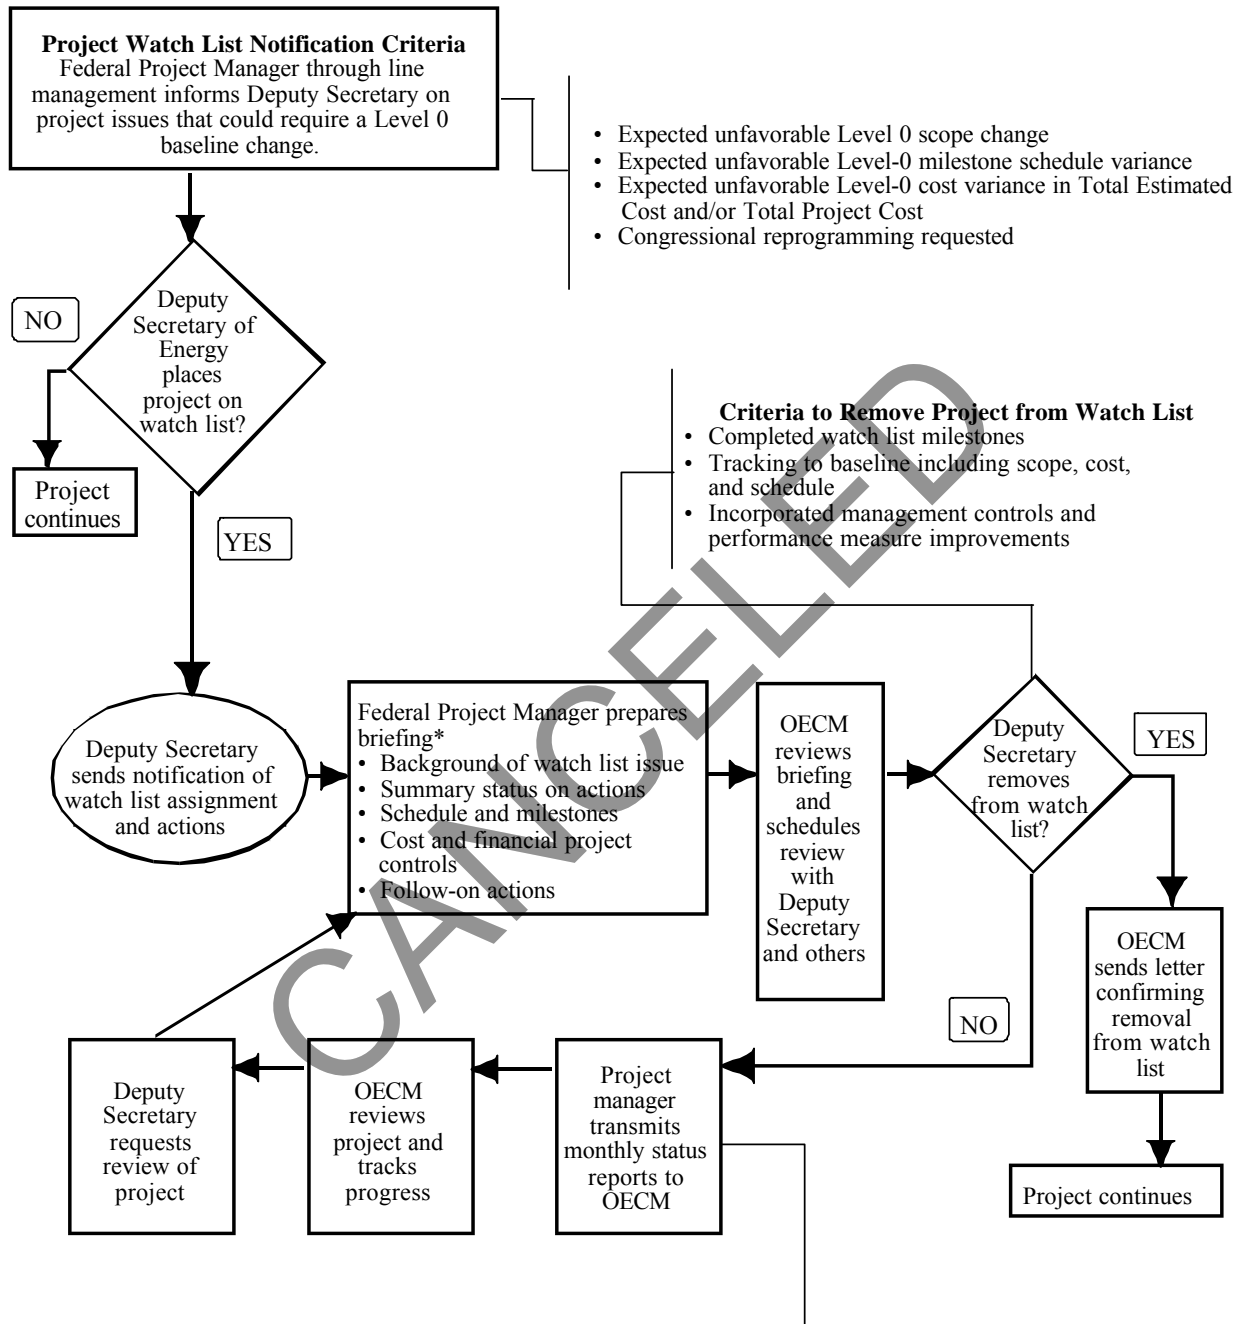 Project Watch List Notification Criteria
Federal Project Manager through line
management informs Deputy Secretary on
project issues that could require a Level 0
baseline change.
• Expected unfavorable Level 0 scope change
• Expected unfavorable Level-0 milestone schedule variance
• Expected unfavorable Level-0 cost variance in Total Estimated
Cost and/or Total Project Cost
• Congressional reprogramming requested
NO
Deputy
Secretary of
Energy
places
project on
watch list?
Project
continues
YES
Criteria to Remove Project from Watch List
• Completed watch list milestones
• Tracking to baseline including scope, cost,
and schedule
• Incorporated management controls and
performance measure improvements
Deputy Secretary
sends notification of
watch list assignment
and actions
Federal Project Manager prepares
briefing*
• Background of watch list issue
• Summary status on actions
• Schedule and milestones
• Cost and financial project
controls
• Follow-on actions
OECM
reviews
briefing
and
schedules
review
with
Deputy
Secretary
and others
Deputy
Secretary
removes
from watch
list?
YES
OECM
sends letter
confirming
removal
from watch
list
Project continues
NO
Project
manager
transmits
monthly status
reports to
OECM
OECM
reviews
project and
tracks
progress
Deputy
Secretary
requests
review of
project
CANCELED